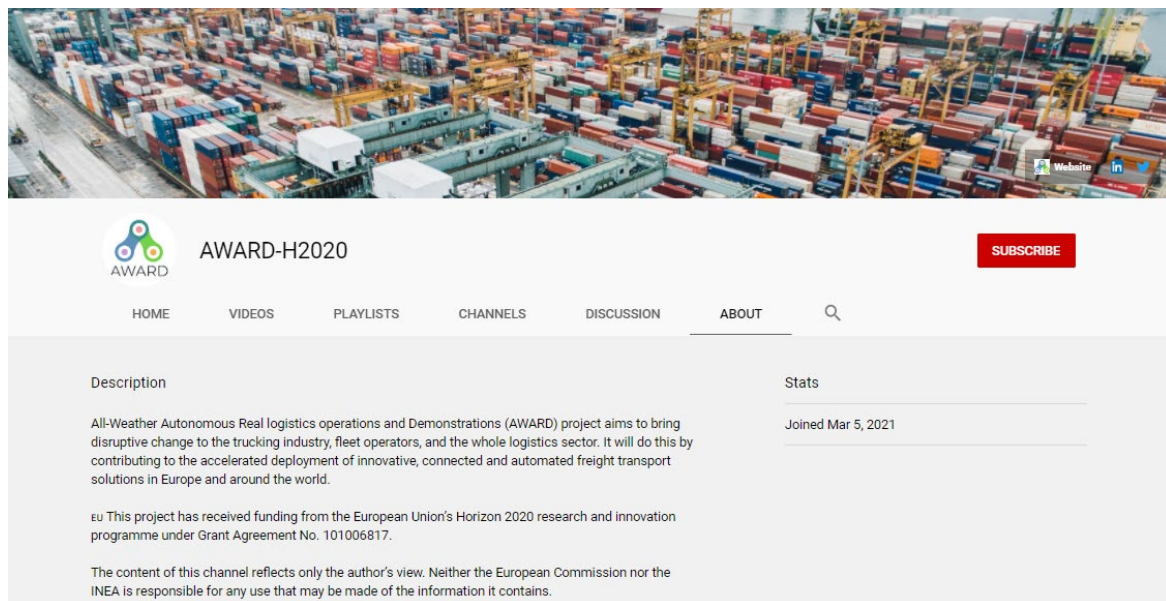 Website
in
AWARD
AWARD-H2020
SUBSCRIBE
HOME VIDEOS PLAYLISTS CHANNELS DISCUSSION ABOUT
Description
All-Weather Autonomous Real logistics operations and Demonstrations (AWARD) project aims to bring
disruptive change to the trucking industry, fleet operators, and the whole logistics sector. It will do this by
contributing to the accelerated deployment of innovative, connected and automated freight transport
solutions in Europe and around the world.
EU This project has received funding from the European Union's Horizon 2020 research and innovation
programme under Grant Agreement No. 101006817.
The content of this channel reflects only the author's view. Neither the European Commission nor the
INEA is responsible for any use that may be made of the information it contains.
Stats
Joined Mar 5, 2021